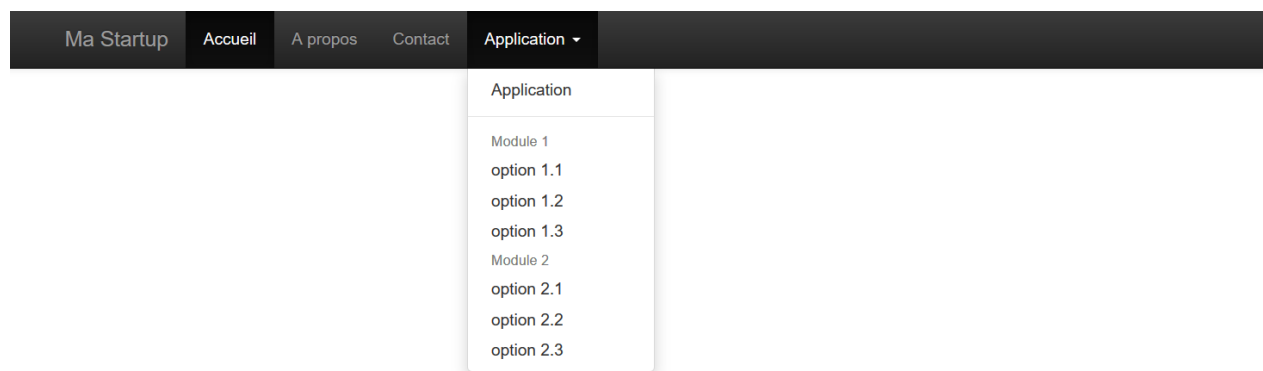 Ma Startup Accueil A propos Contact Application
Application
Module 1
option 1.1
option 1.2
option 1.3
Module 2
option 2.1
option 2.2
option 2.3